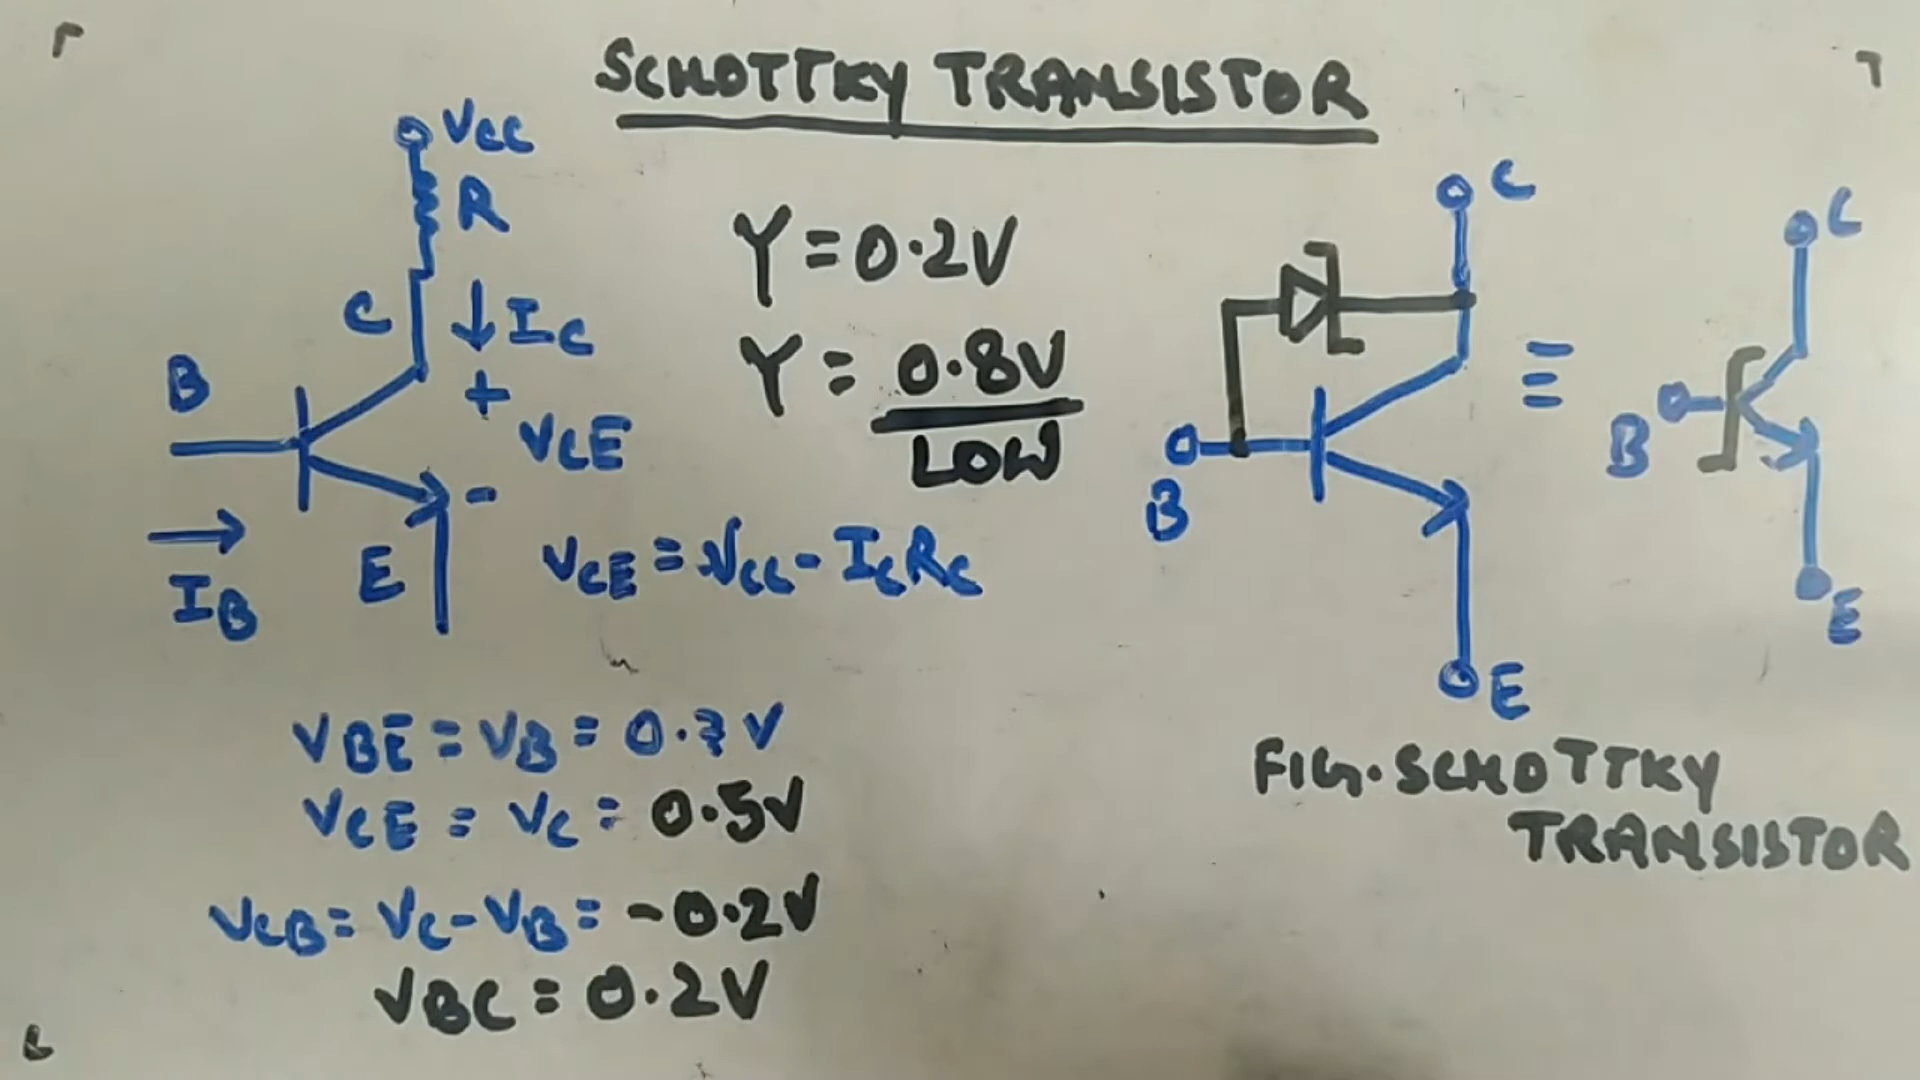 SCHOTTKY TRANSISTOR
VCC
R
C
IC
B
+
VCE
-
IB
E
Y = 0.2V
Y = 0.8V
LOW
VCE = VCC - ICRC
VBE = VB = 0.7V
VCE = VC = 0.5V
VCB = VC - VB = -0.2V
VBC = 0.2V
C
B
E
≡
C
B
E
FIG. SCHOTTKY
TRANSISTOR